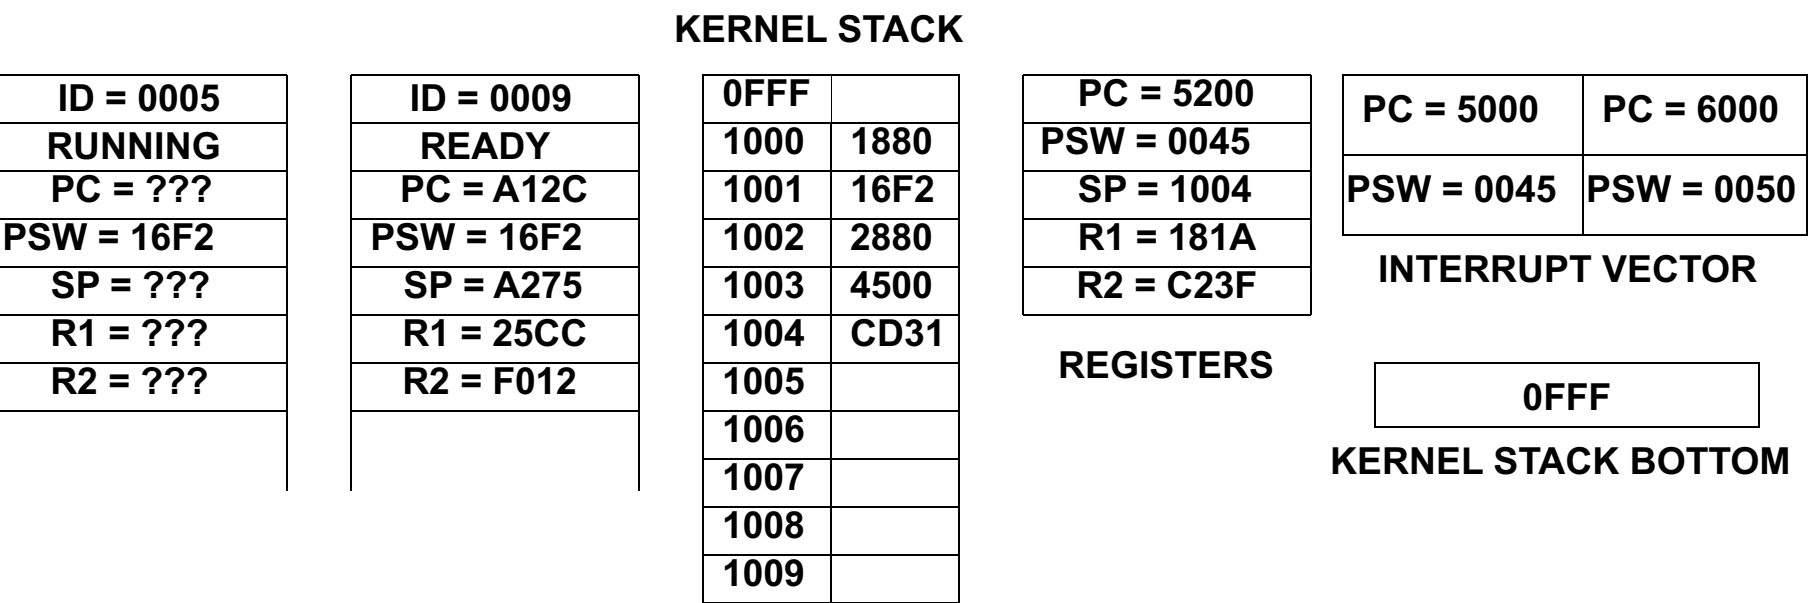 KERNEL STACK
ID = 0005
RUNNING
PC = ???
PSW = 16F2
SP = ???
R1 = ???
R2 = ???
ID = 0009
READY
PC = A12C
PSW = 16F2
SP = A275
R1 = 25CC
R2 = F012
0FFF
1000 1880
1001 16F2
1002 2880
1003 4500
1004 CD31
1005
1006
1007
1008
1009
PC = 5200
PSW = 0045
SP = 1004
R1 = 181A
R2 = C23F
REGISTERS
PC = 5000 PC = 6000
PSW = 0045 PSW = 0050
INTERRUPT VECTOR
0FFF
KERNEL STACK BOTTOM